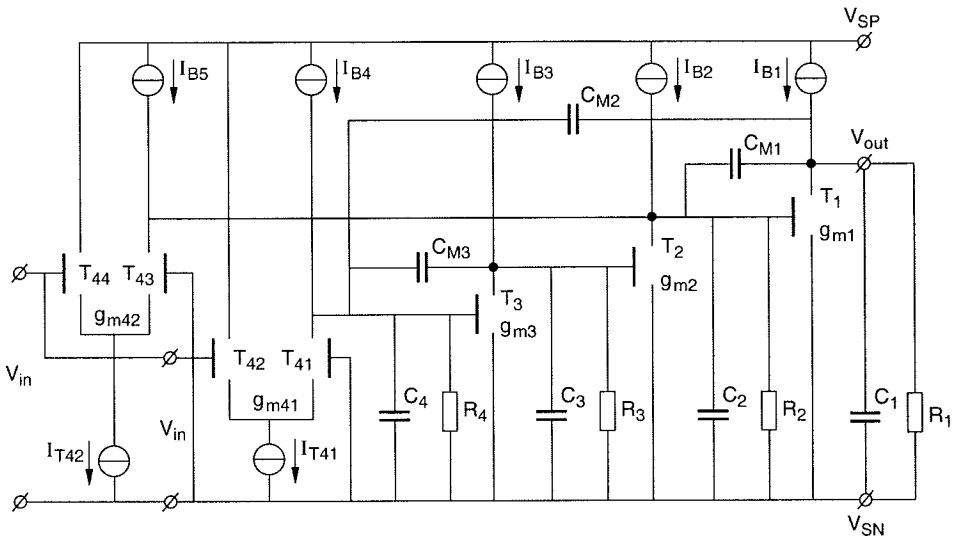 V_SP
I_B5
I_B4
I_B3
I_B2
I_B1
C_M2
C_M1
V_out
T_1
g_m1
C_M3
T_2
g_m2
T_44
T_43
g_m42
T_3
g_m3
T_42
T_41
g_m41
V_in
V_in
C_4
R_4
C_3
R_3
C_2
R_2
C_1
R_1
I_T42
I_T41
V_SN